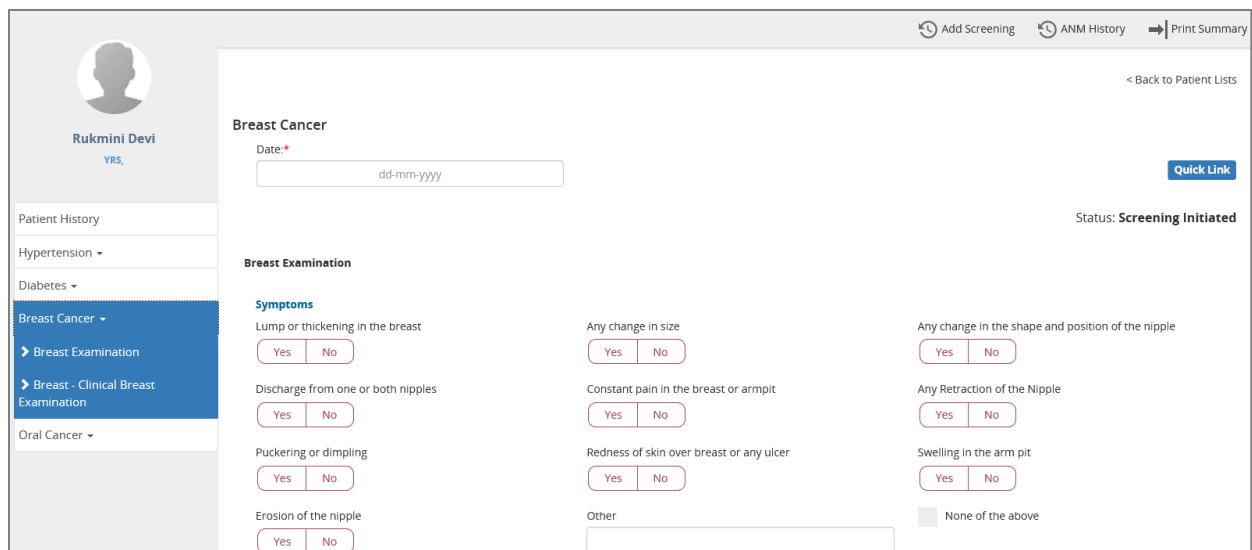 Add Screening
ANM History
Print Summary
< Back to Patient Lists
Rukmini Devi
YRS,
Patient History
Hypertension
Diabetes
Breast Cancer
Breast Examination
Breast - Clinical Breast
Examination
Oral Cancer
Breast Cancer
Date:*
dd-mm-yyyy
Quick Link
Status: Screening Initiated
Breast Examination
Symptoms
Lump or thickening in the breast
Yes No
Any change in size
Yes No
Any change in the shape and position of the nipple
Yes No
Discharge from one or both nipples
Yes No
Constant pain in the breast or armpit
Yes No
Any Retraction of the Nipple
Yes No
Puckering or dimpling
Yes No
Redness of skin over breast or any ulcer
Yes No
Swelling in the arm pit
Yes No
Erosion of the nipple
Yes No
Other
None of the above